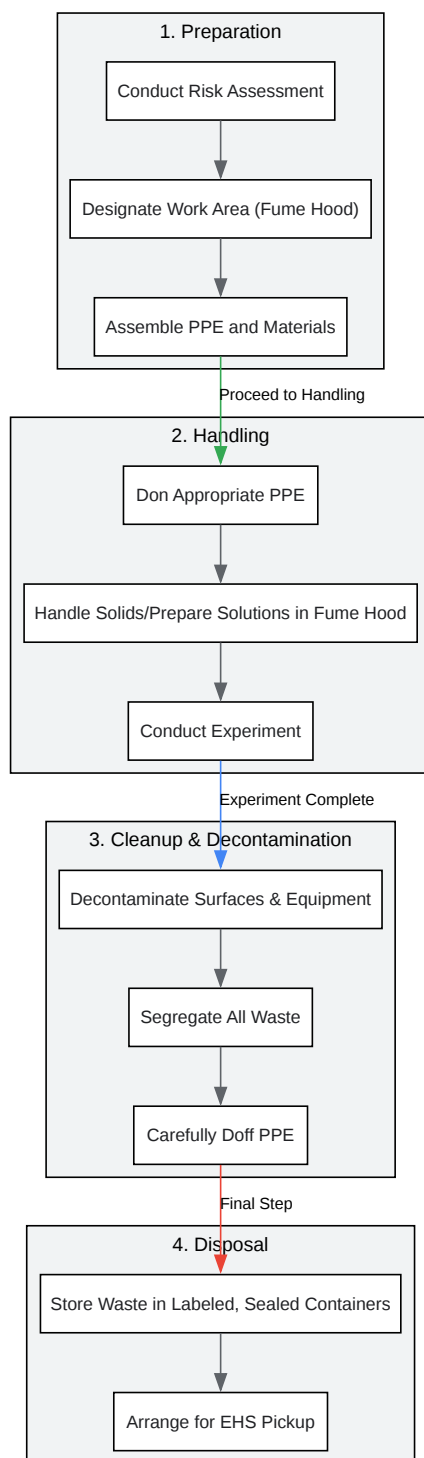 1. Preparation
Conduct Risk Assessment
Designate Work Area (Fume Hood)
Assemble PPE and Materials
Proceed to Handling
2. Handling
Don Appropriate PPE
Handle Solids/Prepare Solutions in Fume Hood
Conduct Experiment
Experiment Complete
3. Cleanup & Decontamination
Decontaminate Surfaces & Equipment
Segregate All Waste
Carefully Doff PPE
Final Step
4. Disposal
Store Waste in Labeled, Sealed Containers
Arrange for EHS Pickup